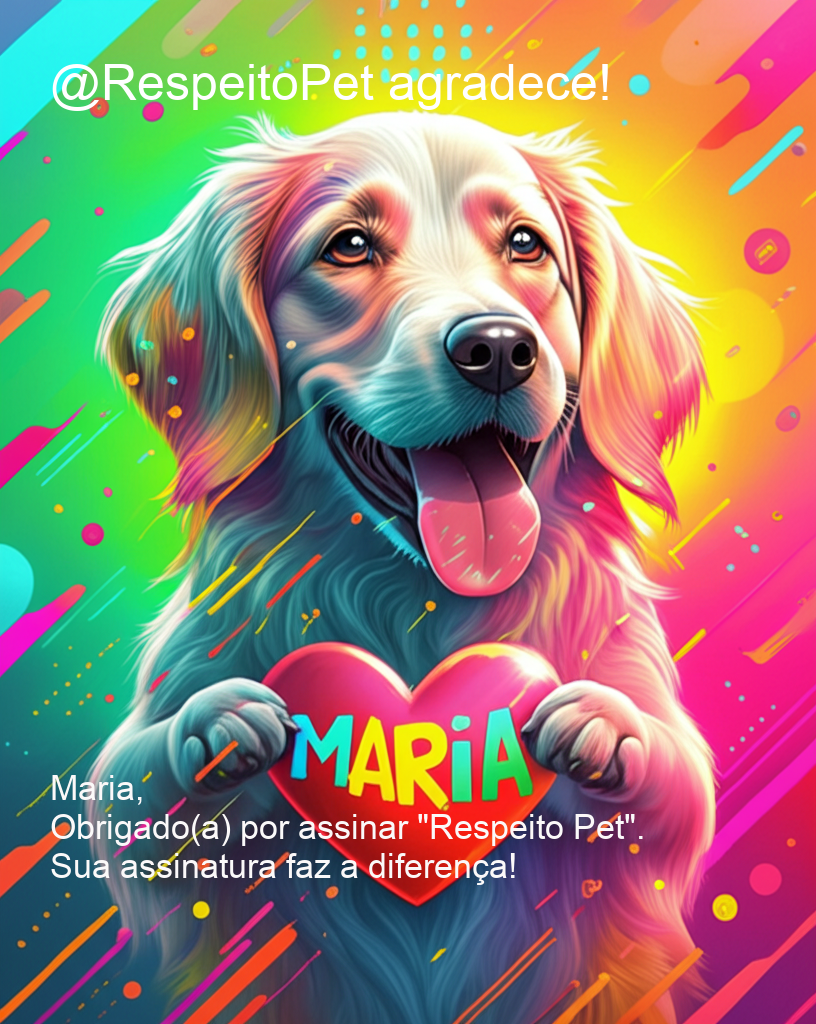 @RespeitoPet agradece!
MARiA
Maria,
Obrigado(a) por assinar "Respeito Pet".
Sua assinatura faz a diferença!